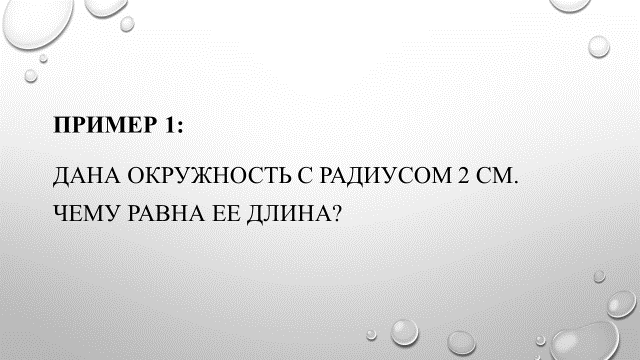 ПРИМЕР 1:
ДАНА ОКРУЖНОСТЬ С РАДИУСОМ 2 СМ.
ЧЕМУ РАВНА ЕЕ ДЛИНА?